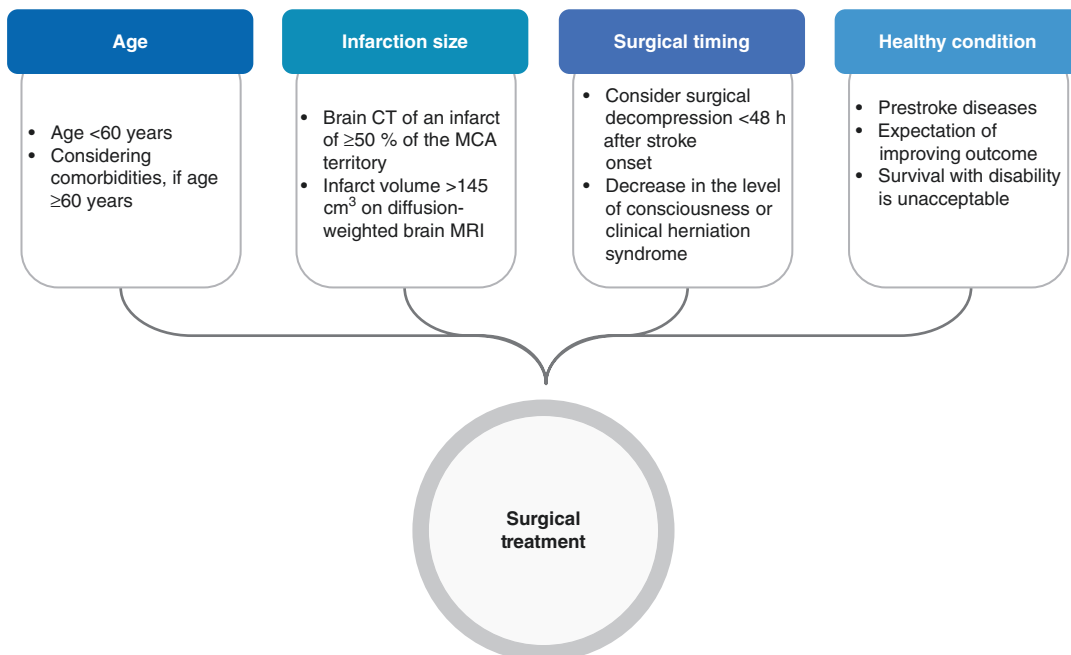 Age
• Age <60 years
• Considering
comorbidities, if age
≥60 years
Infarction size
• Brain CT of an infarct
of ≥50 % of the MCA
territory
• Infarct volume >145
cm³ on diffusion-
weighted brain MRI
Surgical timing
• Consider surgical
decompression <48 h
after stroke
onset
• Decrease in the level
of consciousness or
clinical herniation
syndrome
Healthy condition
• Prestroke diseases
• Expectation of
improving outcome
• Survival with disability
is unacceptable
Surgical
treatment